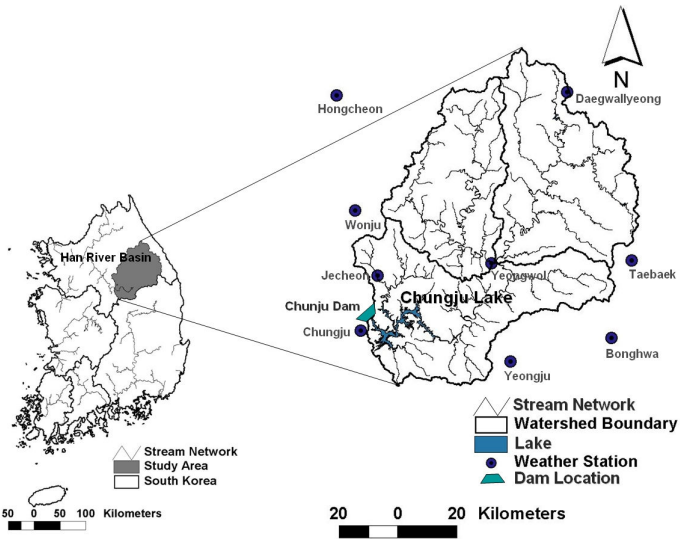 N
Hongcheon
Daegwallyeong
Wonju
Han River Basin
Jecheon
Yeongwol
Taebaek
Chunju Dam
Chungju Lake
Chungju
Bonghwa
Yeongju
Stream Network
Watershed Boundary
Lake
Weather Station
Dam Location
Stream Network
Study Area
South Korea
50 0 50 100 Kilometers
20 0 20 Kilometers